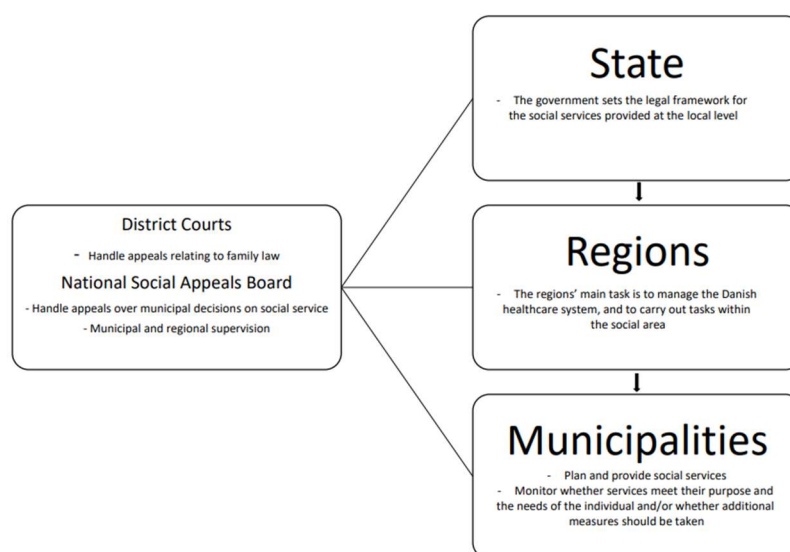 State
- The government sets the legal framework for
the social services provided at the local level
District Courts
- Handle appeals relating to family law
National Social Appeals Board
- Handle appeals over municipal decisions on social service
- Municipal and regional supervision
Regions
- The regions' main task is to manage the Danish
healthcare system, and to carry out tasks within
the social area
Municipalities
- Plan and provide social services
- Monitor whether services meet their purpose and
the needs of the individual and/or whether additional
measures should be taken